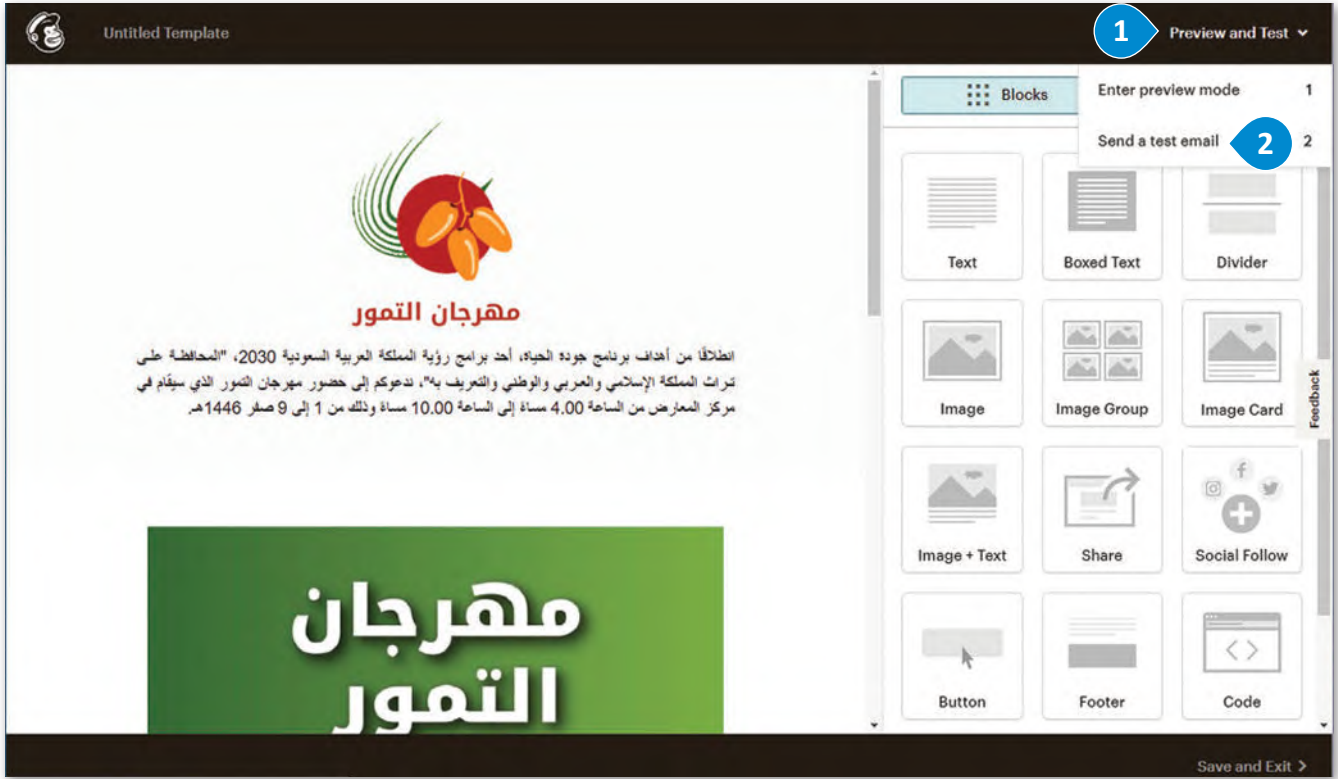 Untitled Template
1
Preview and Test
Blocks
Enter preview mode 1
Send a test email 2 2
مهرجان التمور
انطلاقًا من أهداف برنامج جودة الحياة، أحد برامج رؤية المملكة العربية السعودية 2030، "المحافظة على
تراث المملكة الإسلامي والعربي والوطني والتعريف به"، ندعوكم إلى حضور مهرجان التمور الذي سيقام في
مركز المعارض من الساعة 4.00 مساءً إلى الساعة 10.00 مساءً وذلك من 1 إلى 9 صفر 1446هـ.
مهرجان
التمور
Text
Boxed Text
Divider
Image
Image Group
Image Card
Feedback
Image + Text
Share
Social Follow
Button
Footer
Code
Save and Exit